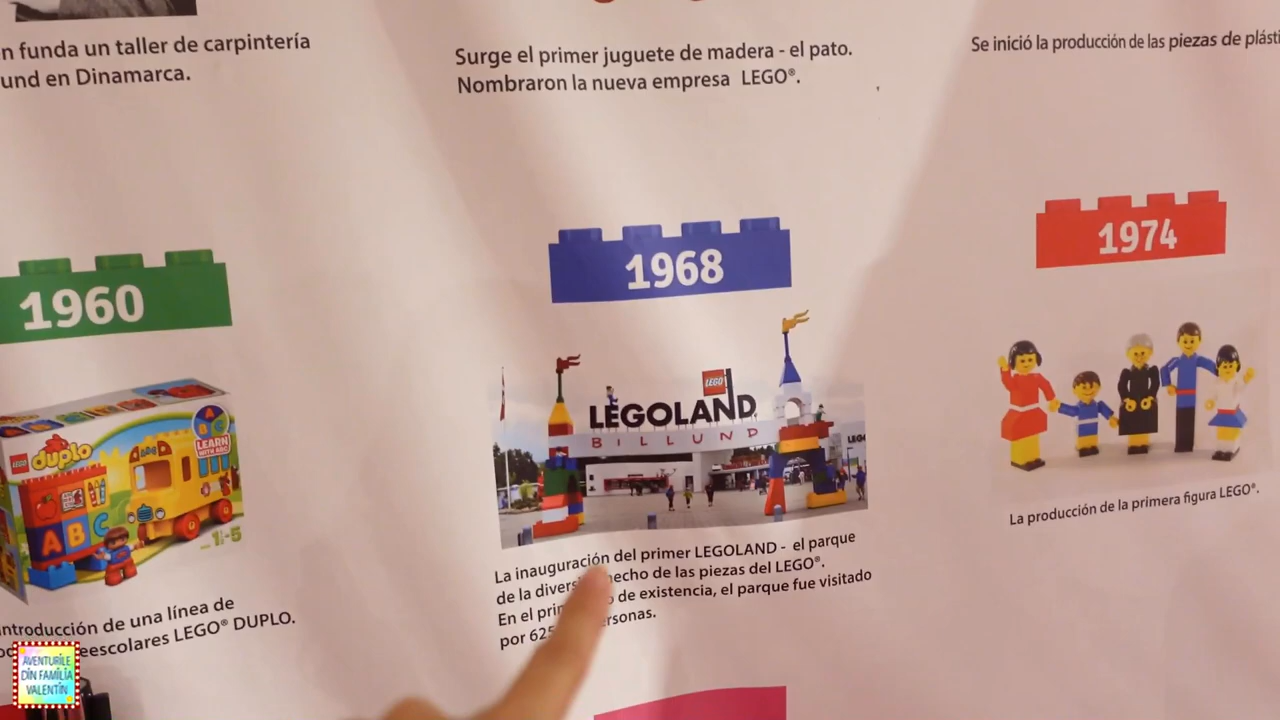 n funda un taller de carpintería
und en Dinamarca.
Surge el primer juguete de madera - el pato.
Nombraron la nueva empresa LEGO®.
Se inició la producción de las piezas de plásti
1960
LEGO duplo
LEARN WITH ABC
ABC
A B C
1½-5
ntroducción de una línea de
eescolares LEGO® DUPLO.
1968
LEGO
LEGOLAND
BILLUND
La inauguración del primer LEGOLAND - el parque
de la divers hecho de las piezas del LEGO®.
En el prim o de existencia, el parque fue visitado
por 625 ersonas.
1974
La producción de la primera figura LEGO®.
AVENTURILE
DIN FAMILIA
VALENTIN